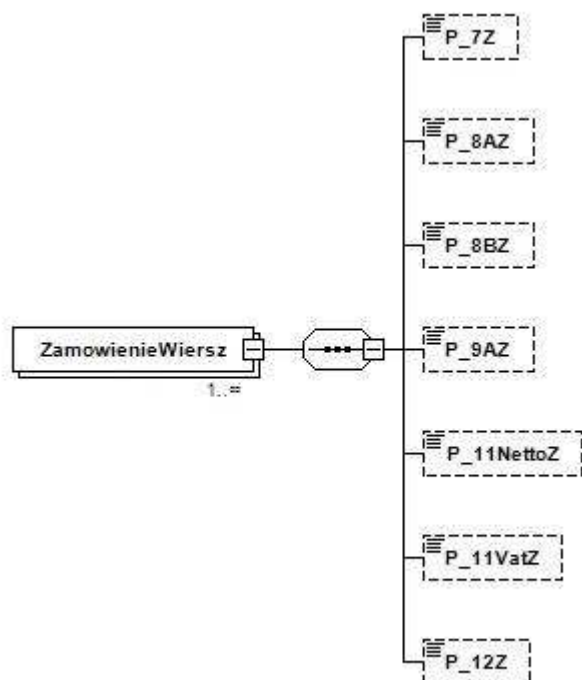 P_7Z
P_8AZ
P_8BZ
ZamowienieWiersz
P_9AZ
1..∞
P_11NettoZ
P_11VatZ
P_12Z